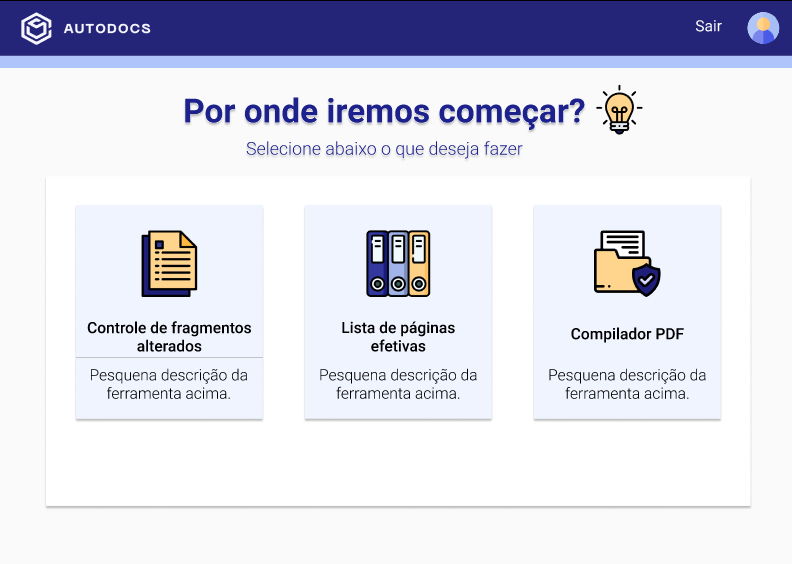 AUTODOCS
Sair
Por onde iremos começar?
Selecione abaixo o que deseja fazer
Controle de fragmentos
alterados
Pesquena descrição da
ferramenta acima.
Lista de páginas
efetivas
Pesquena descrição da
ferramenta acima.
Compilador PDF
Pesquena descrição da
ferramenta acima.